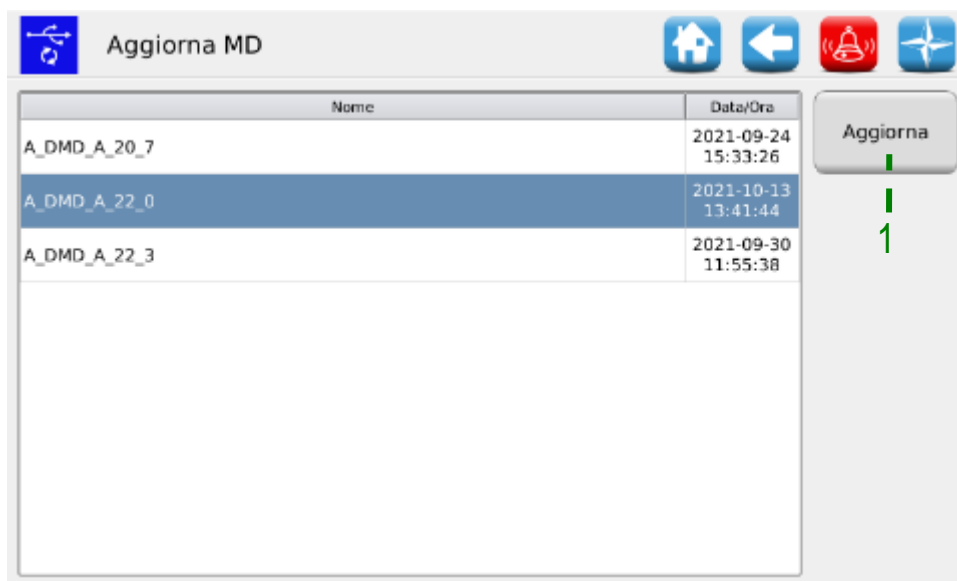 Aggiorna MD
Nome Data/Ora
Aggiorna
A_DMD_A_20_7 2021-09-24
15:33:26
A_DMD_A_22_0 2021-10-13
13:41:44
1
A_DMD_A_22_3 2021-09-30
11:55:38